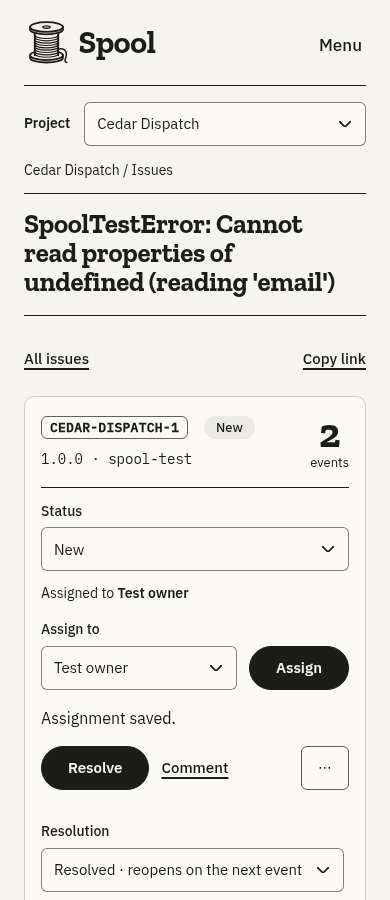 Spool
Menu
Project
Cedar Dispatch
Cedar Dispatch / Issues
SpoolTestError: Cannot
read properties of
undefined (reading 'email')
All issues
Copy link
CEDAR-DISPATCH-1
New
2
events
1.0.0 · spool-test
Status
New
Assigned to Test owner
Assign to
Test owner
Assign
Assignment saved.
Resolve
Comment
...
Resolution
Resolved · reopens on the next event